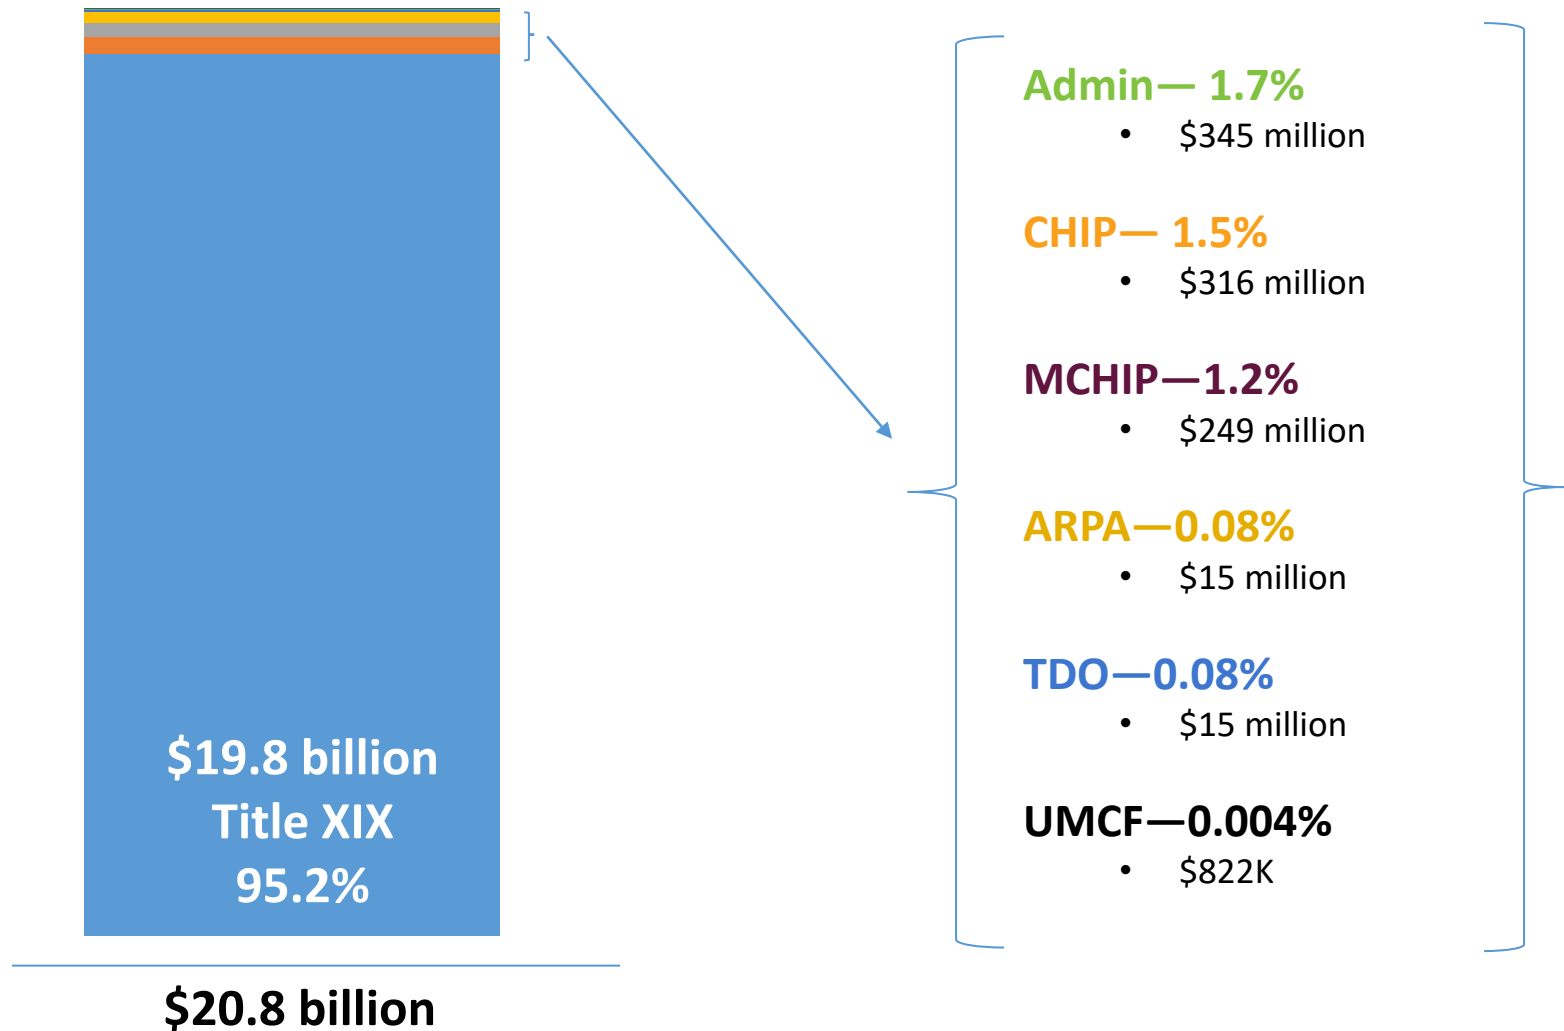 $19.8 billion
Title XIX
95.2%
$20.8 billion
Admin— 1.7%
• $345 million
CHIP— 1.5%
• $316 million
MCHIP—1.2%
• $249 million
ARPA—0.08%
• $15 million
TDO—0.08%
• $15 million
UMCF—0.004%
• $822K